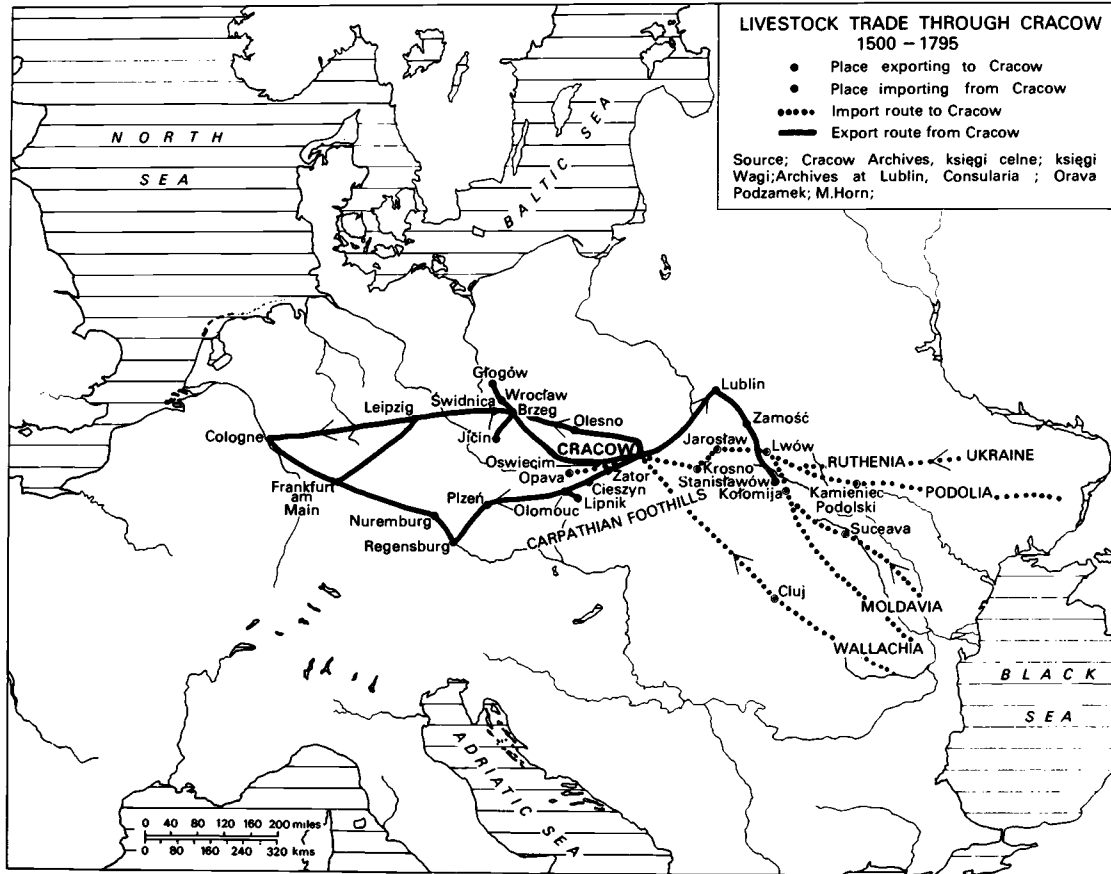 LIVESTOCK TRADE THROUGH CRACOW
1500 – 1795
Place exporting to Cracow
Place importing from Cracow
Import route to Cracow
Export route from Cracow
Source; Cracow Archives, księgi celne; księgi
Wagi;Archives at Lublin, Consularia ; Orava
Podzamek; M.Horn;
NORTH
SEA
BALTIC SEA
Głogów
Wrocław
Świdnica
Brzeg
Leipzig
Olesno
Jicín
Cologne
CRACOW
Oswiecim
Opava
Zator
Cieszyn
Lipnik
Frankfurt
am
Main
Plzeń
Olomouc
Nuremburg
Regensburg
CARPATHIAN FOOTHILLS
Lublin
Zamość
Jarosław
Lwów
Krosno
Stanisławów
Kołomija
RUTHENIA
UKRAINE
Kamieniec
Podolski
PODOLIA
Suceava
Cluj
MOLDAVIA
WALLACHIA
BLACK
SEA
ADRIATIC SEA
0 40 80 120 160 200 miles
0 80 160 240 320 kms